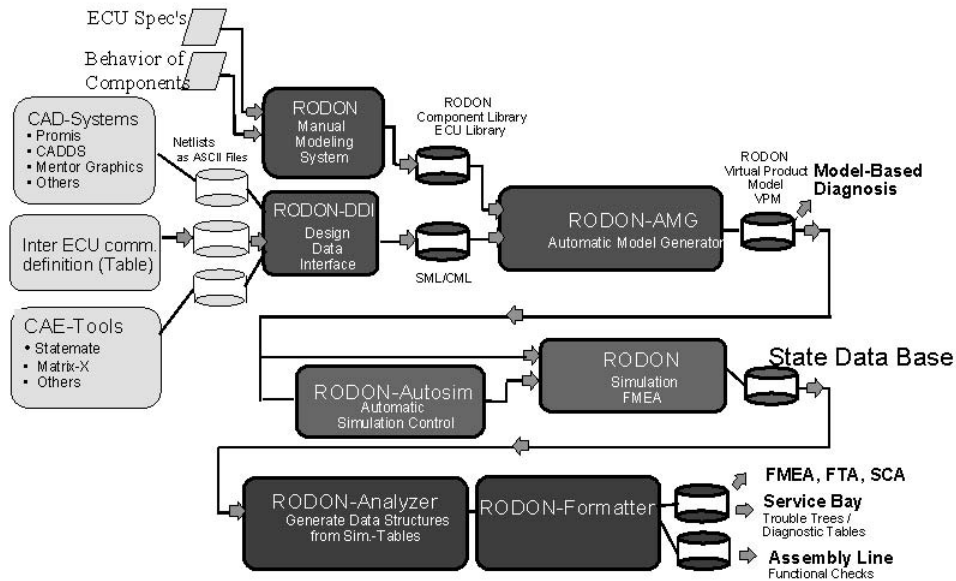 ECU Spec's
Behavior of
Components
CAD-Systems
▪ Promis
▪ CADDS
▪ Mentor Graphics
▪ Others
Netlists
as ASCII Files
RODON
Manual
Modeling
System
RODON
Component Library
ECU Library
RODON
Virtual Product
Model
VPM
Model-Based
Diagnosis
Inter ECU comm.
definition (Table)
RODON-DDI
Design
Data
Interface
SML/CML
RODON-AMG
Automatic Model Generator
CAE-Tools
• Statemate
▪ Matrix-X
• Others
RODON-Autosim
Automatic
Simulation Control
RODON
Simulation
FMEA
State Data Base
RODON-Analyzer
Generate Data Structures
from Sim.-Tables
RODON-Formatter
FMEA, FTA, SCA
Service Bay
Trouble Trees /
Diagnostic Tables
Assembly Line
Functional Checks